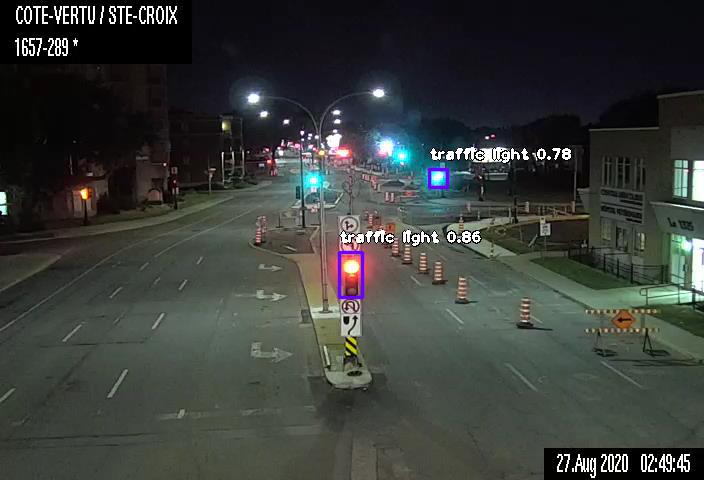 COTE-VERTU / STE-CROIX
1657-289 *
traffic light 0.78
traffic light 0.86
27.Aug 2020 02:49:45